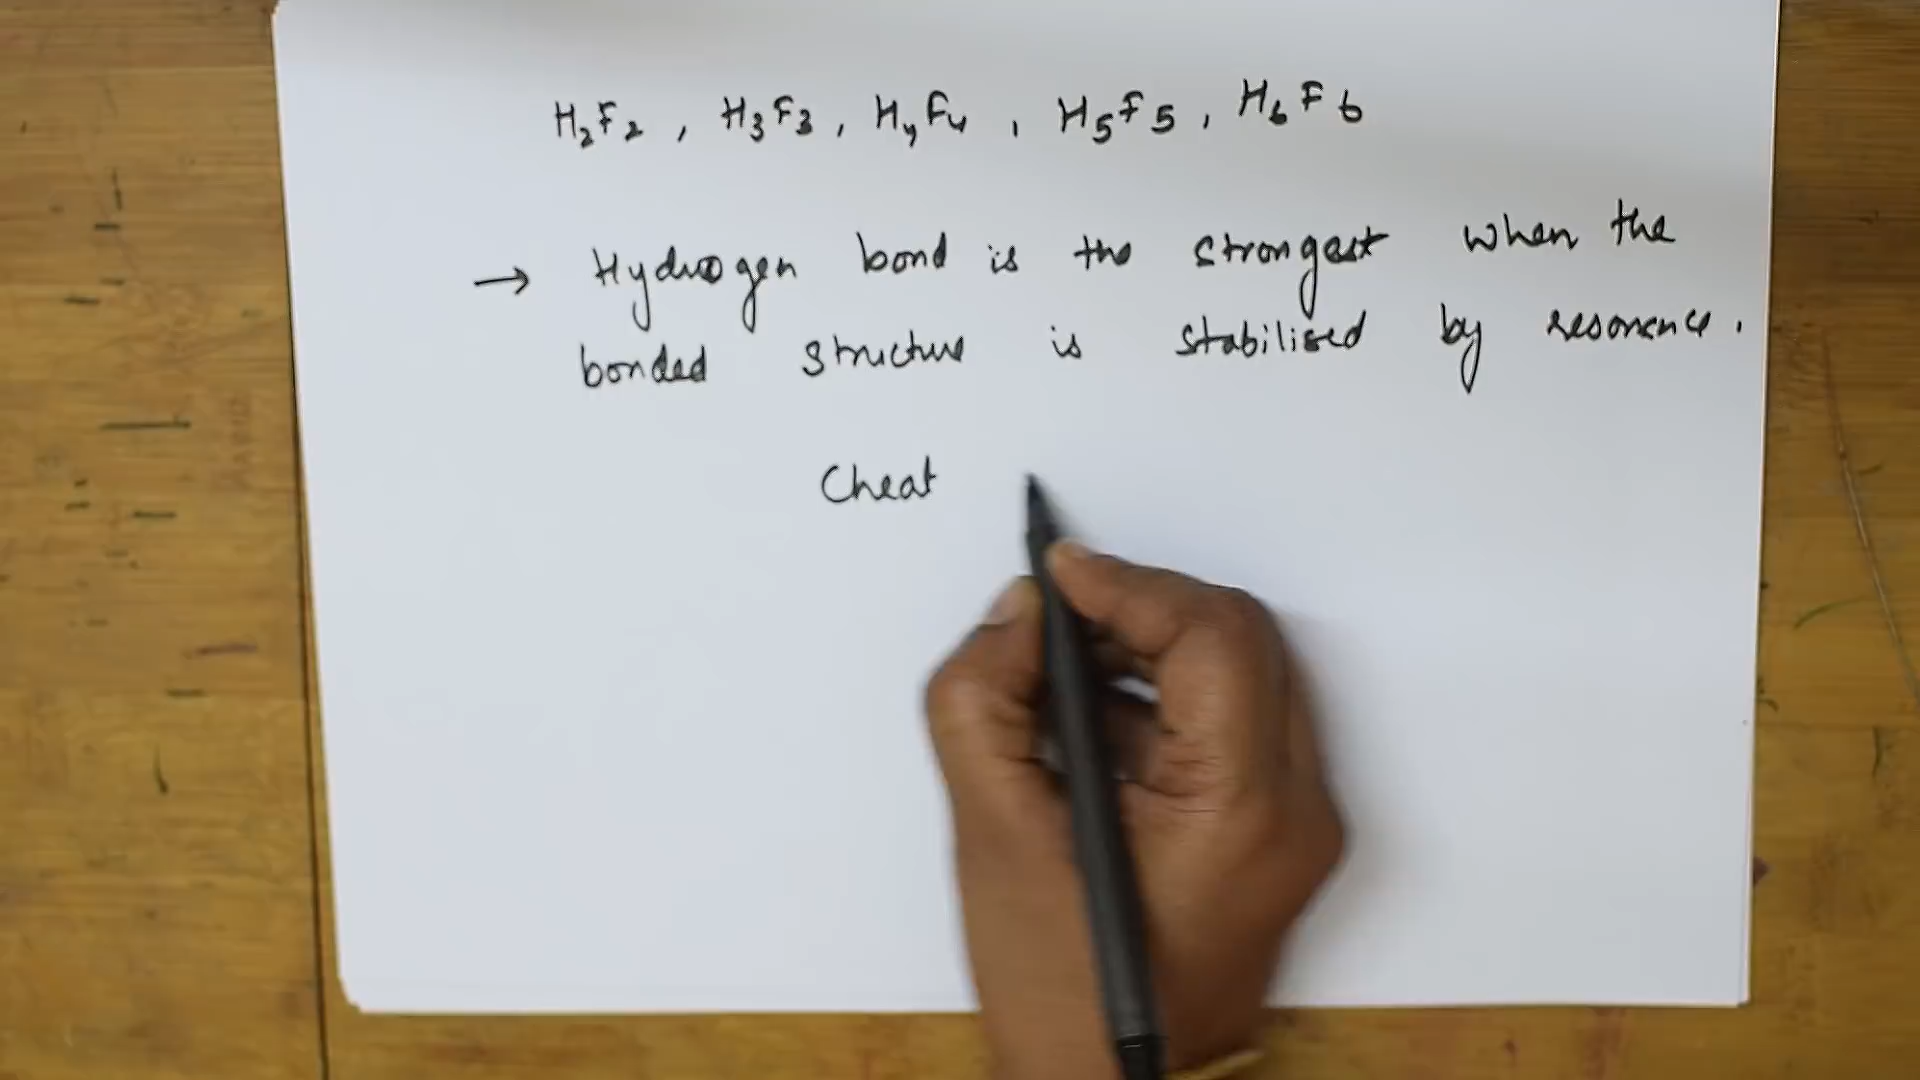 H₂F₂, H₃F₃, H₄F₄, H₅F₅, H₆F₆
→ Hydrogen bond is the strongest when the
bonded structure is stabilised by resonance.
Cheat